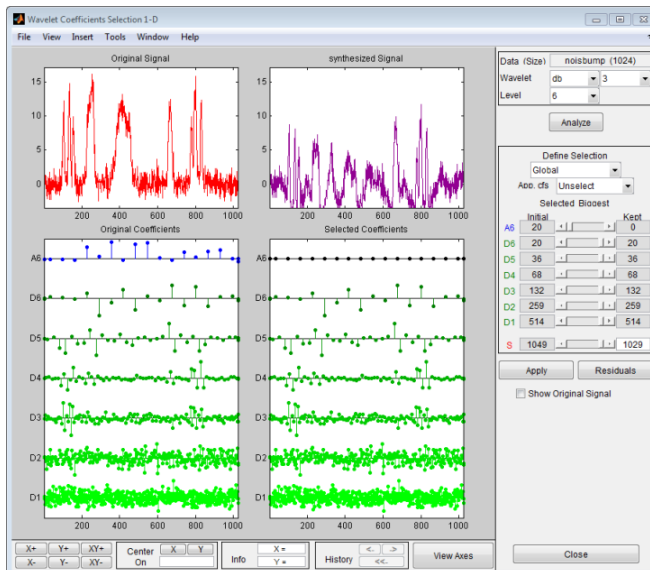 Wavelet Coefficients Selection 1-D
File View Insert Tools Window Help
Original Signal
synthesized Signal
15
10
5
0
200 400 600 800 1000
15
10
5
0
200 400 600 800 1000
Original Coefficients
Selected Coefficients
A6
D6
D5
D4
D3
D2
D1
200 400 600 800 1000
A6
D6
D5
D4
D3
D2
D1
200 400 600 800 1000
Data (Size) noisbump (1024)
Wavelet db 3
Level 6
Analyze
Define Selection
Global
App. cfs Unselect
Selected Biggest
Initial Kept
A6 20 0
D6 20 20
D5 36 36
D4 68 68
D3 132 132
D2 259 259
D1 514 514
S 1049 1029
Apply Residuals
Show Original Signal
X+ Y+ XY+
X- Y- XY-
Center On X Y
Info X = Y =
History <- -> <<-
View Axes
Close